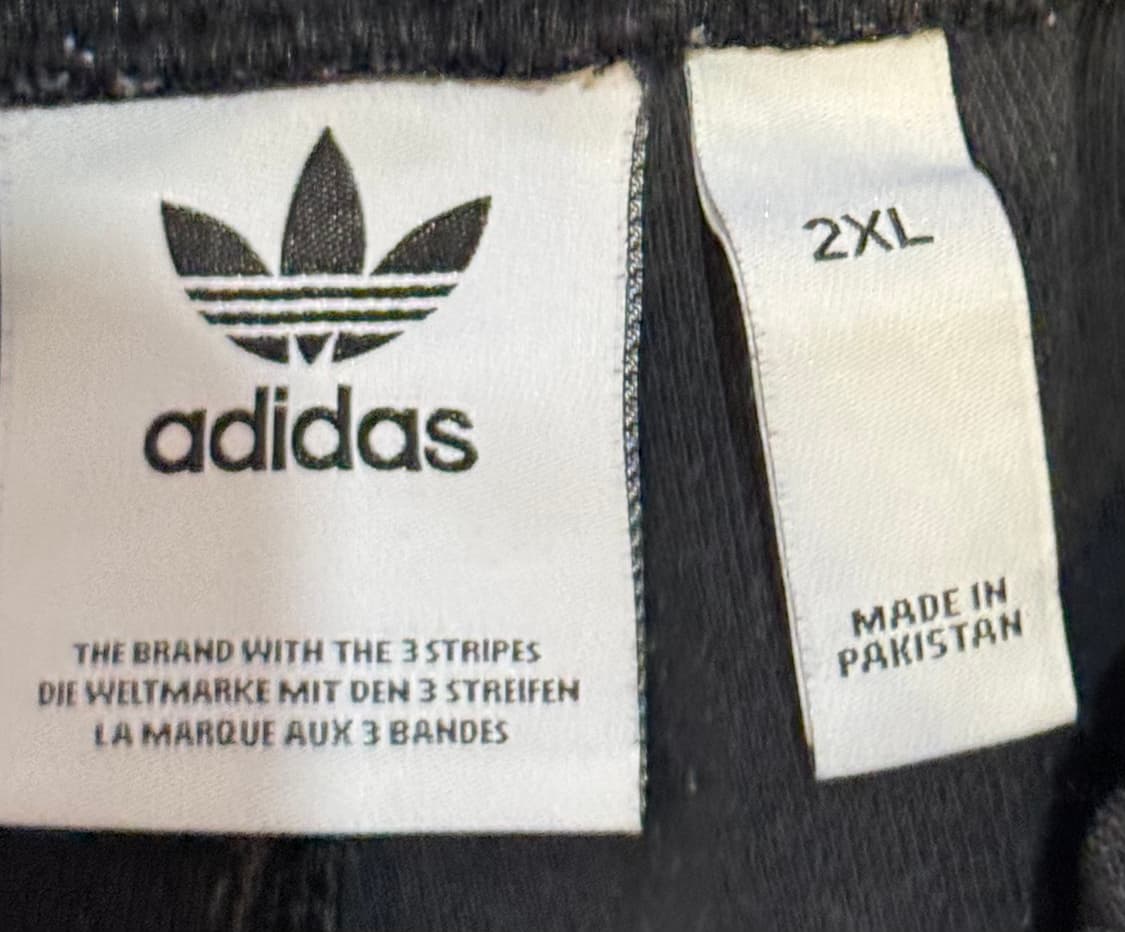 adidas
THE BRAND WITH THE 3 STRIPES
DIE WELTMARKE MIT DEN 3 STREIFEN
LA MARQUE AUX 3 BANDES
2XL
MADE IN
PAKISTAN